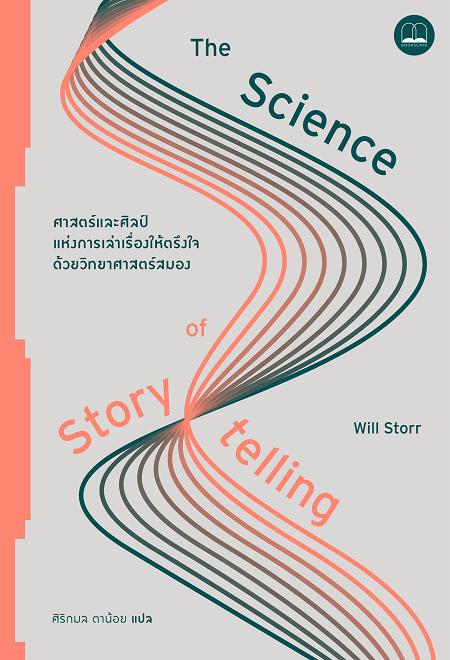 The
Science
BOOKSCAPE
ศาสตร์และศิลป์
แห่งการเล่าเรื่องให้ตรึงใจ
ด้วยวิทยาศาสตร์สมอง
of
Story
telling
Will Storr
ศิริกมล ตาน้อย แปล